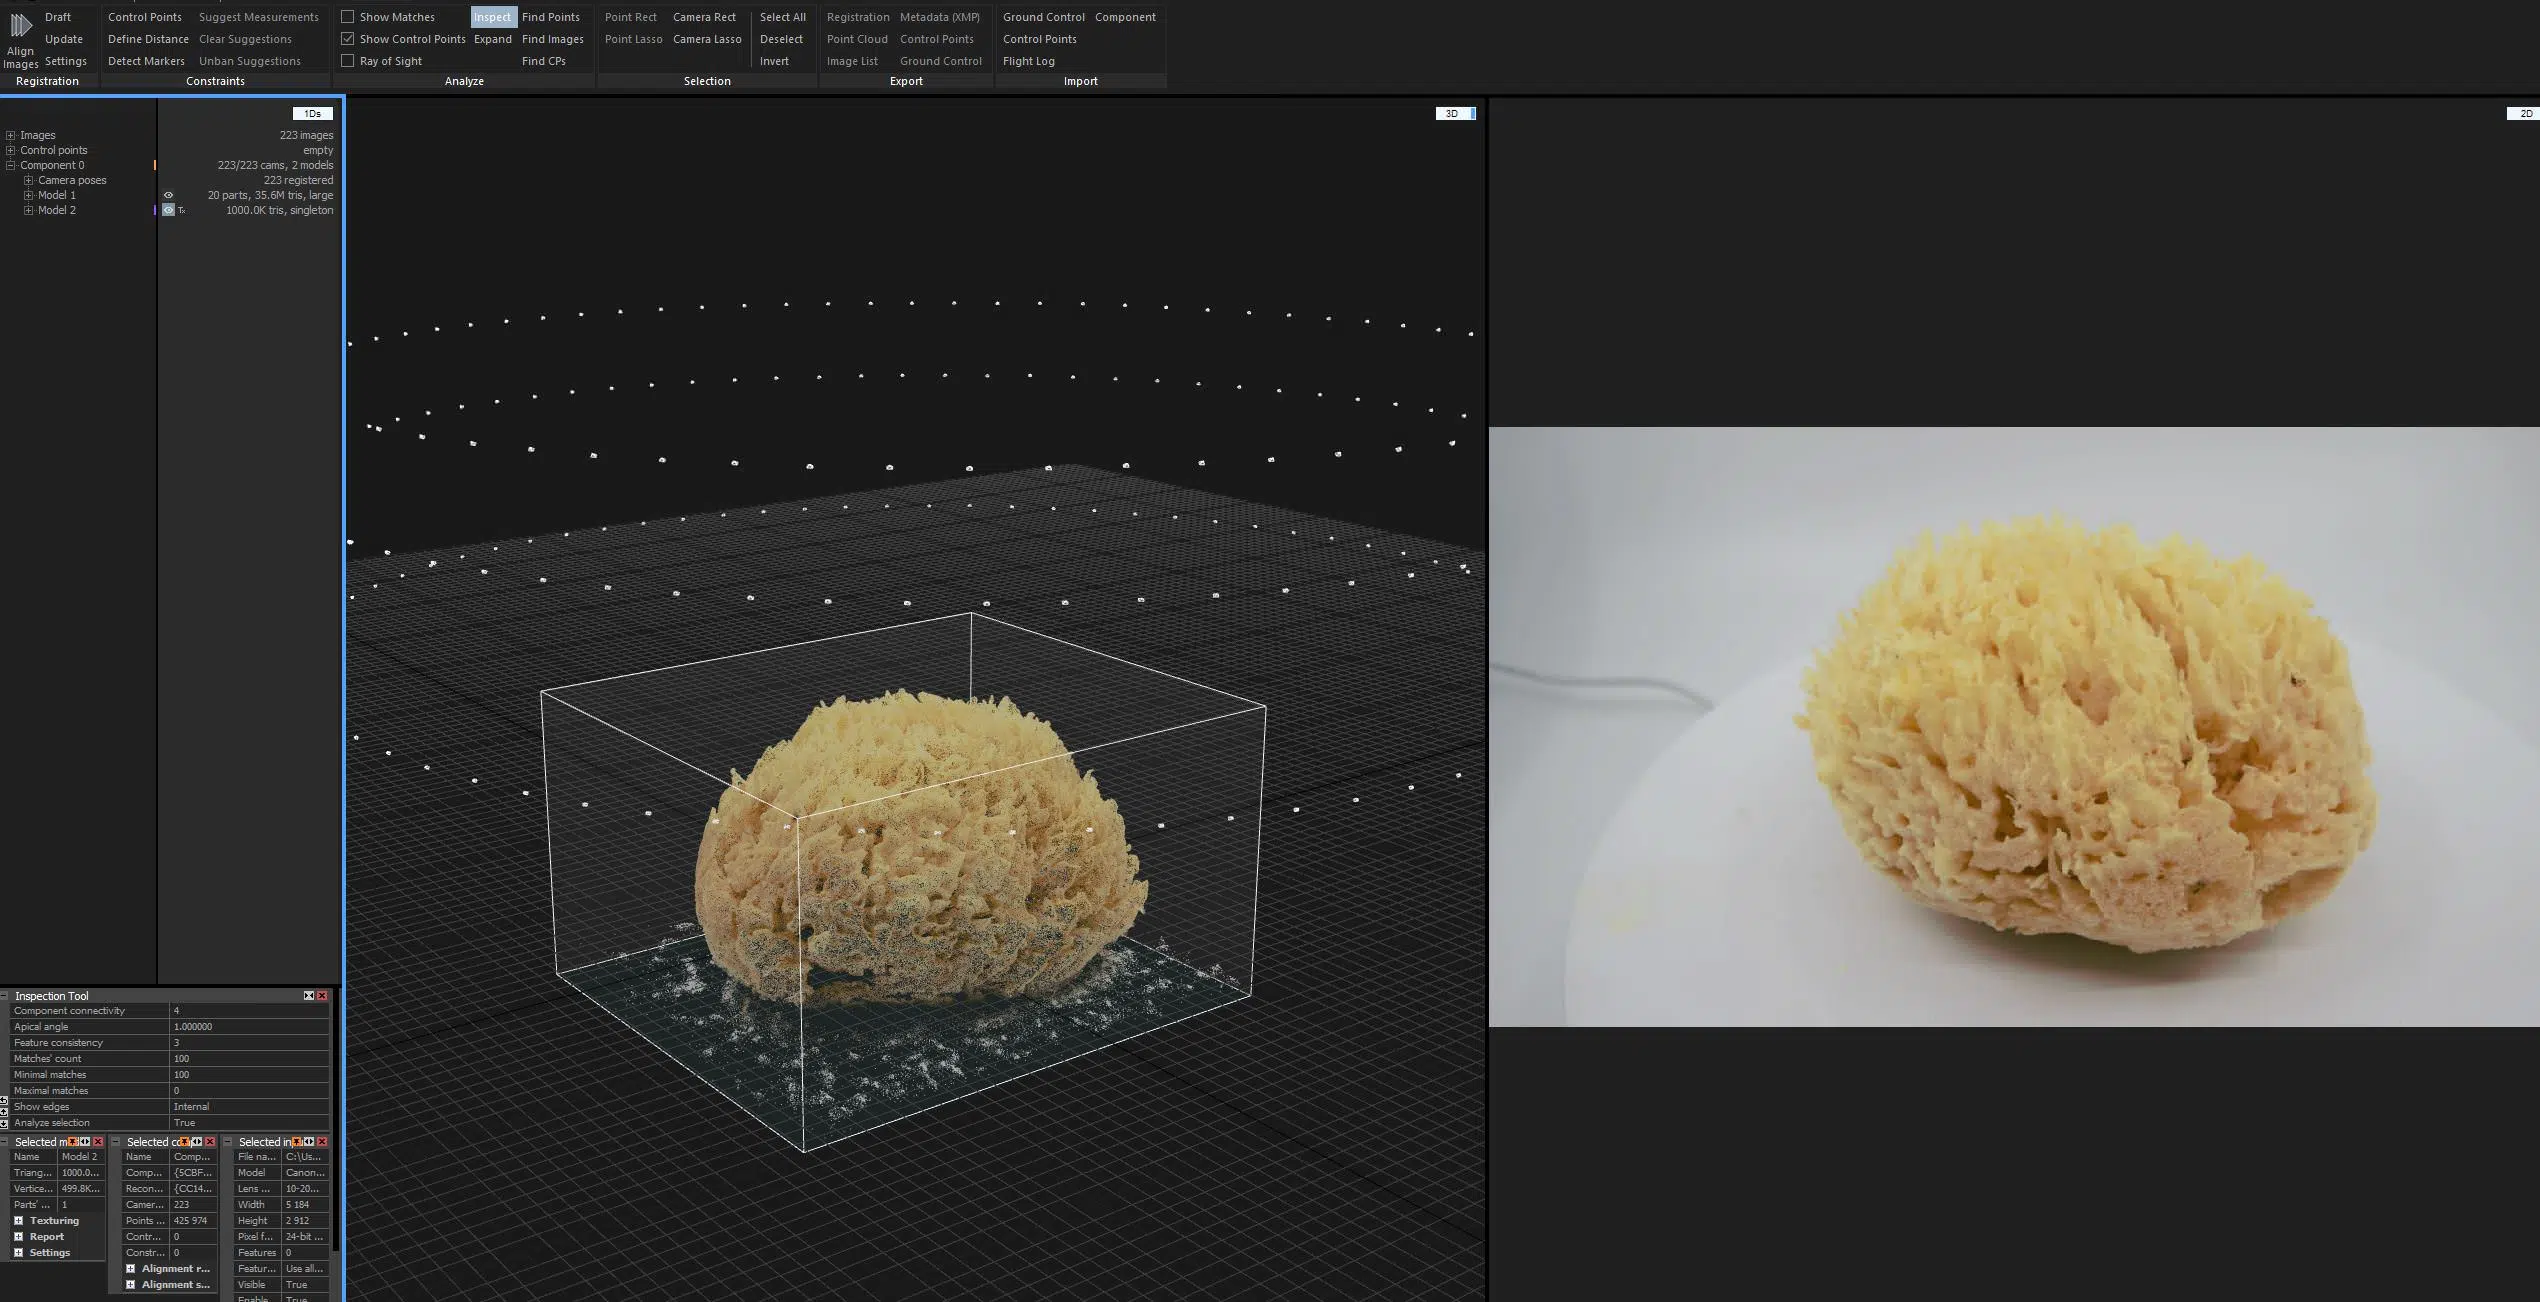 Draft Control Points Suggest Measurements Show Matches Inspect Find Points Point Rect Camera Rect Select All Registration Metadata (XMP) Ground Control Component
Update Define Distance Clear Suggestions Show Control Points Expand Find Images Point Lasso Camera Lasso Deselect Point Cloud Control Points Control Points
Align Images Settings Detect Markers Unban Suggestions Ray of Sight Find CPs Invert Image List Ground Control Flight Log
Registration Constraints Analyze Selection Export Import
1Ds 3D 2D
Images 223 images
Control points empty
Component 0 223/223 cams, 2 models
Camera poses 223 registered
Model 1 20 parts, 35.6M tris, large
Model 2 Tx 1000.0K tris, singleton
Inspection Tool
Component connectivity 4
Apical angle 1.000000
Feature consistency 3
Matches' count 100
Minimal matches 100
Maximal matches 0
Show edges Internal
Analyze selection True
Selected m
Name Model 2
Triang... 1000.0...
Vertice... 499.8K...
Parts' ... 1
Texturing
Report
Settings
Selected co
Name Comp...
Comp... {5CBF...
Recon... {CC14...
Camer... 223
Points ... 425 974
Contr... 0
Constr... 0
Alignment r...
Alignment s...
Selected in
File na... C:\Us...
Model Canon...
Lens ... 10-20...
Width 5 184
Height 2 912
Pixel f... 24-bit ...
Features 0
Featur... Use all...
Visible True
Enable True